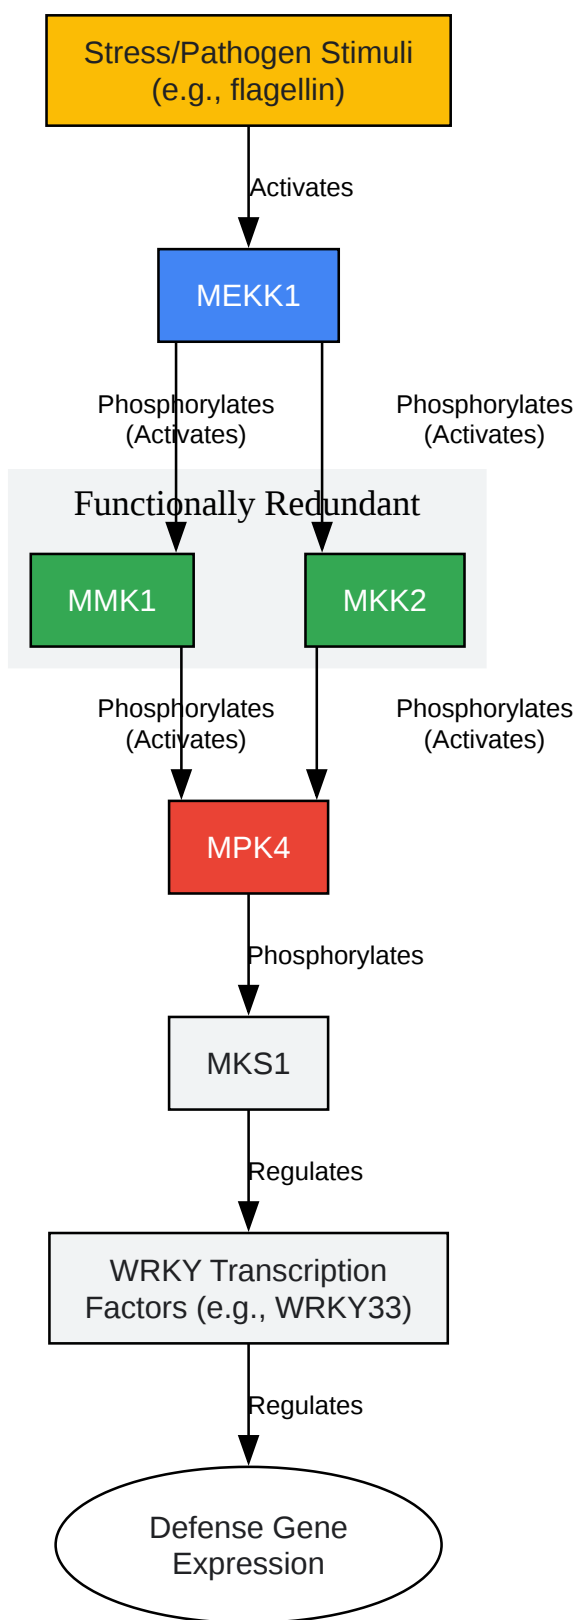 Stress/Pathogen Stimuli
(e.g., flagellin)
Activates
MEKK1
Phosphorylates
(Activates)
Phosphorylates
(Activates)
Functionally Redundant
MMK1
MKK2
Phosphorylates
(Activates)
Phosphorylates
(Activates)
MPK4
Phosphorylates
MKS1
Regulates
WRKY Transcription
Factors (e.g., WRKY33)
Regulates
Defense Gene
Expression